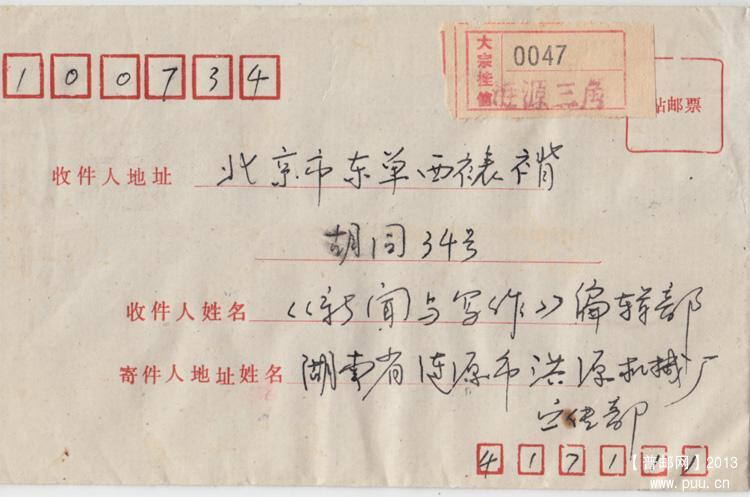 大宗挂信 0047
涟源三角
100734
贴邮票
收件人地址 北京市东单西裱褙
胡同34号
收件人姓名 《新闻与写作》编辑部
寄件人地址姓名 湖南省涟源市洪源机械厂
宣传部
4171
【普邮网】2013
www.puu.cn